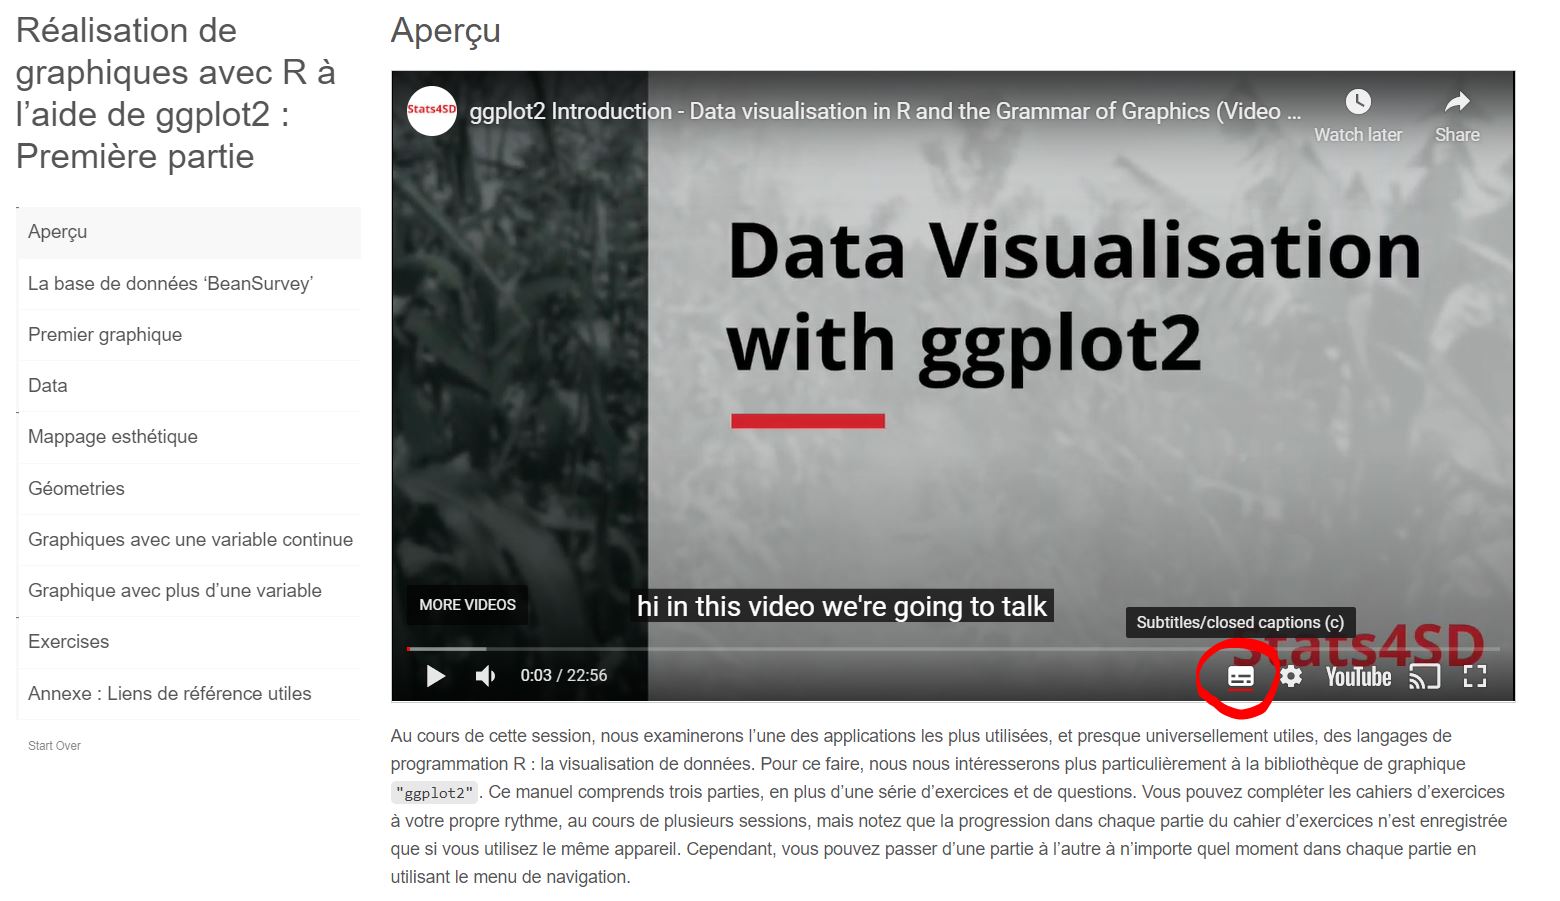 Réalisation de
graphiques avec R à
l’aide de ggplot2 :
Première partie
Aperçu
La base de données ‘BeanSurvey’
Premier graphique
Data
Mappage esthétique
Géometries
Graphiques avec une variable continue
Graphique avec plus d’une variable
Exercises
Annexe : Liens de référence utiles
Start Over
Aperçu
Stats4SD
ggplot2 Introduction - Data visualisation in R and the Grammar of Graphics (Video ...
Watch later
Share
Data Visualisation
with ggplot2
MORE VIDEOS
hi in this video we're going to talk
Subtitles/closed captions (c)
Stats4SD
0:03 / 22:56
YouTube
Au cours de cette session, nous examinerons l’une des applications les plus utilisées, et presque universellement utiles, des langages de
programmation R : la visualisation de données. Pour ce faire, nous nous intéresserons plus particulièrement à la bibliothèque de graphique
"ggplot2". Ce manuel comprends trois parties, en plus d’une série d’exercices et de questions. Vous pouvez compléter les cahiers d’exercices
à votre propre rythme, au cours de plusieurs sessions, mais notez que la progression dans chaque partie du cahier d’exercices n’est enregistrée
que si vous utilisez le même appareil. Cependant, vous pouvez passer d’une partie à l’autre à n’importe quel moment dans chaque partie en
utilisant le menu de navigation.